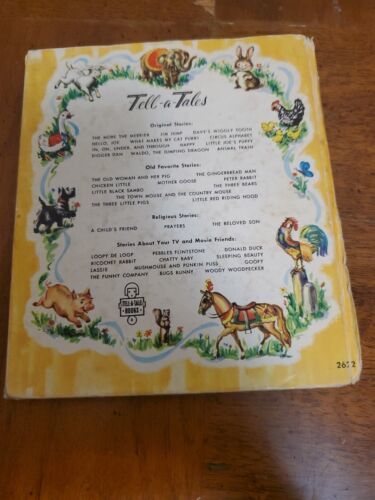 Tell-a-Tales
Original Stories:
THE MORE THE MERRIER JIM JUMP DAVY'S WIGGLY TOOTH
HELLO, JOE WHAT MAKES MY CAT PURR? CIRCUS ALPHABET
IN, ON, UNDER, AND THROUGH HAPPY LITTLE JOE'S PUPPY
DIGGER DAN WALDO, THE JUMPING DRAGON ANIMAL TRAIN
Old Favorite Stories:
THE OLD WOMAN AND HER PIG THE GINGERBREAD MAN
CHICKEN LITTLE MOTHER GOOSE PETER RABBIT
LITTLE BLACK SAMBO THE THREE BEARS
THE TOWN MOUSE AND THE COUNTRY MOUSE
THE THREE LITTLE PIGS LITTLE RED RIDING HOOD
Religious Stories:
A CHILD'S FRIEND PRAYERS THE BELOVED SON
Stories About Your TV and Movie Friends:
LOOPY DE LOOP PEBBLES FLINTSTONE DONALD DUCK
RICOCHET RABBIT CHATTY BABY SLEEPING BEAUTY
LASSIE MUSHMOUSE AND PUNKIN PUSS GOOFY
THE FUNNY COMPANY BUGS BUNNY WOODY WOODPECKER
TELL-A-TALE
BOOKS